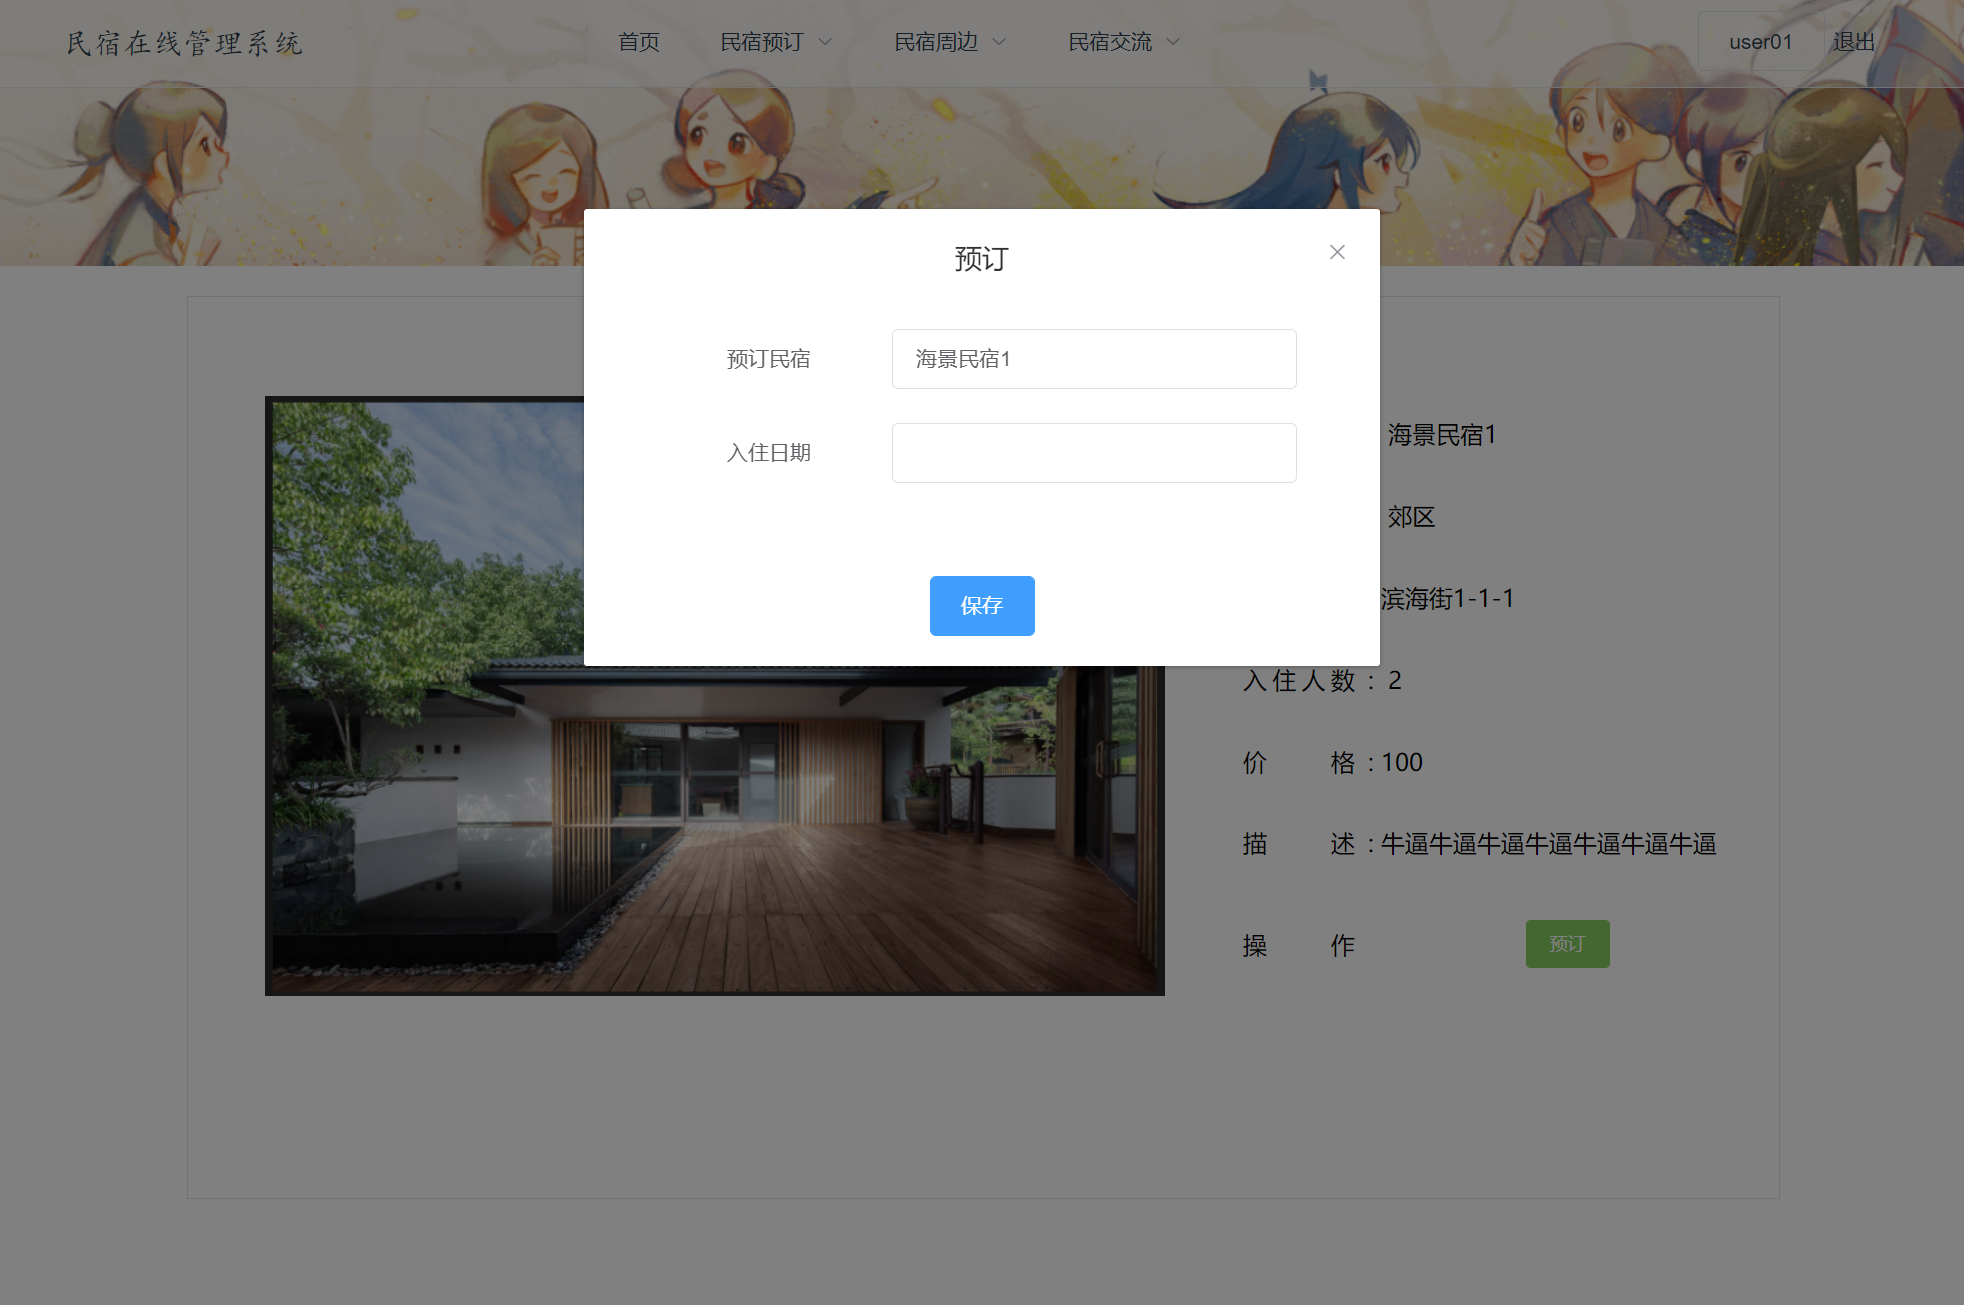 民宿在线管理系统
首页 民宿预订 民宿周边 民宿交流 user01 退出
预订
预订民宿 海景民宿1
入住日期
保存
海景民宿1
郊区
滨海街1-1-1
入住人数 : 2
价 格 : 100
描 述 : 牛逼牛逼牛逼牛逼牛逼牛逼牛逼
操 作 预订